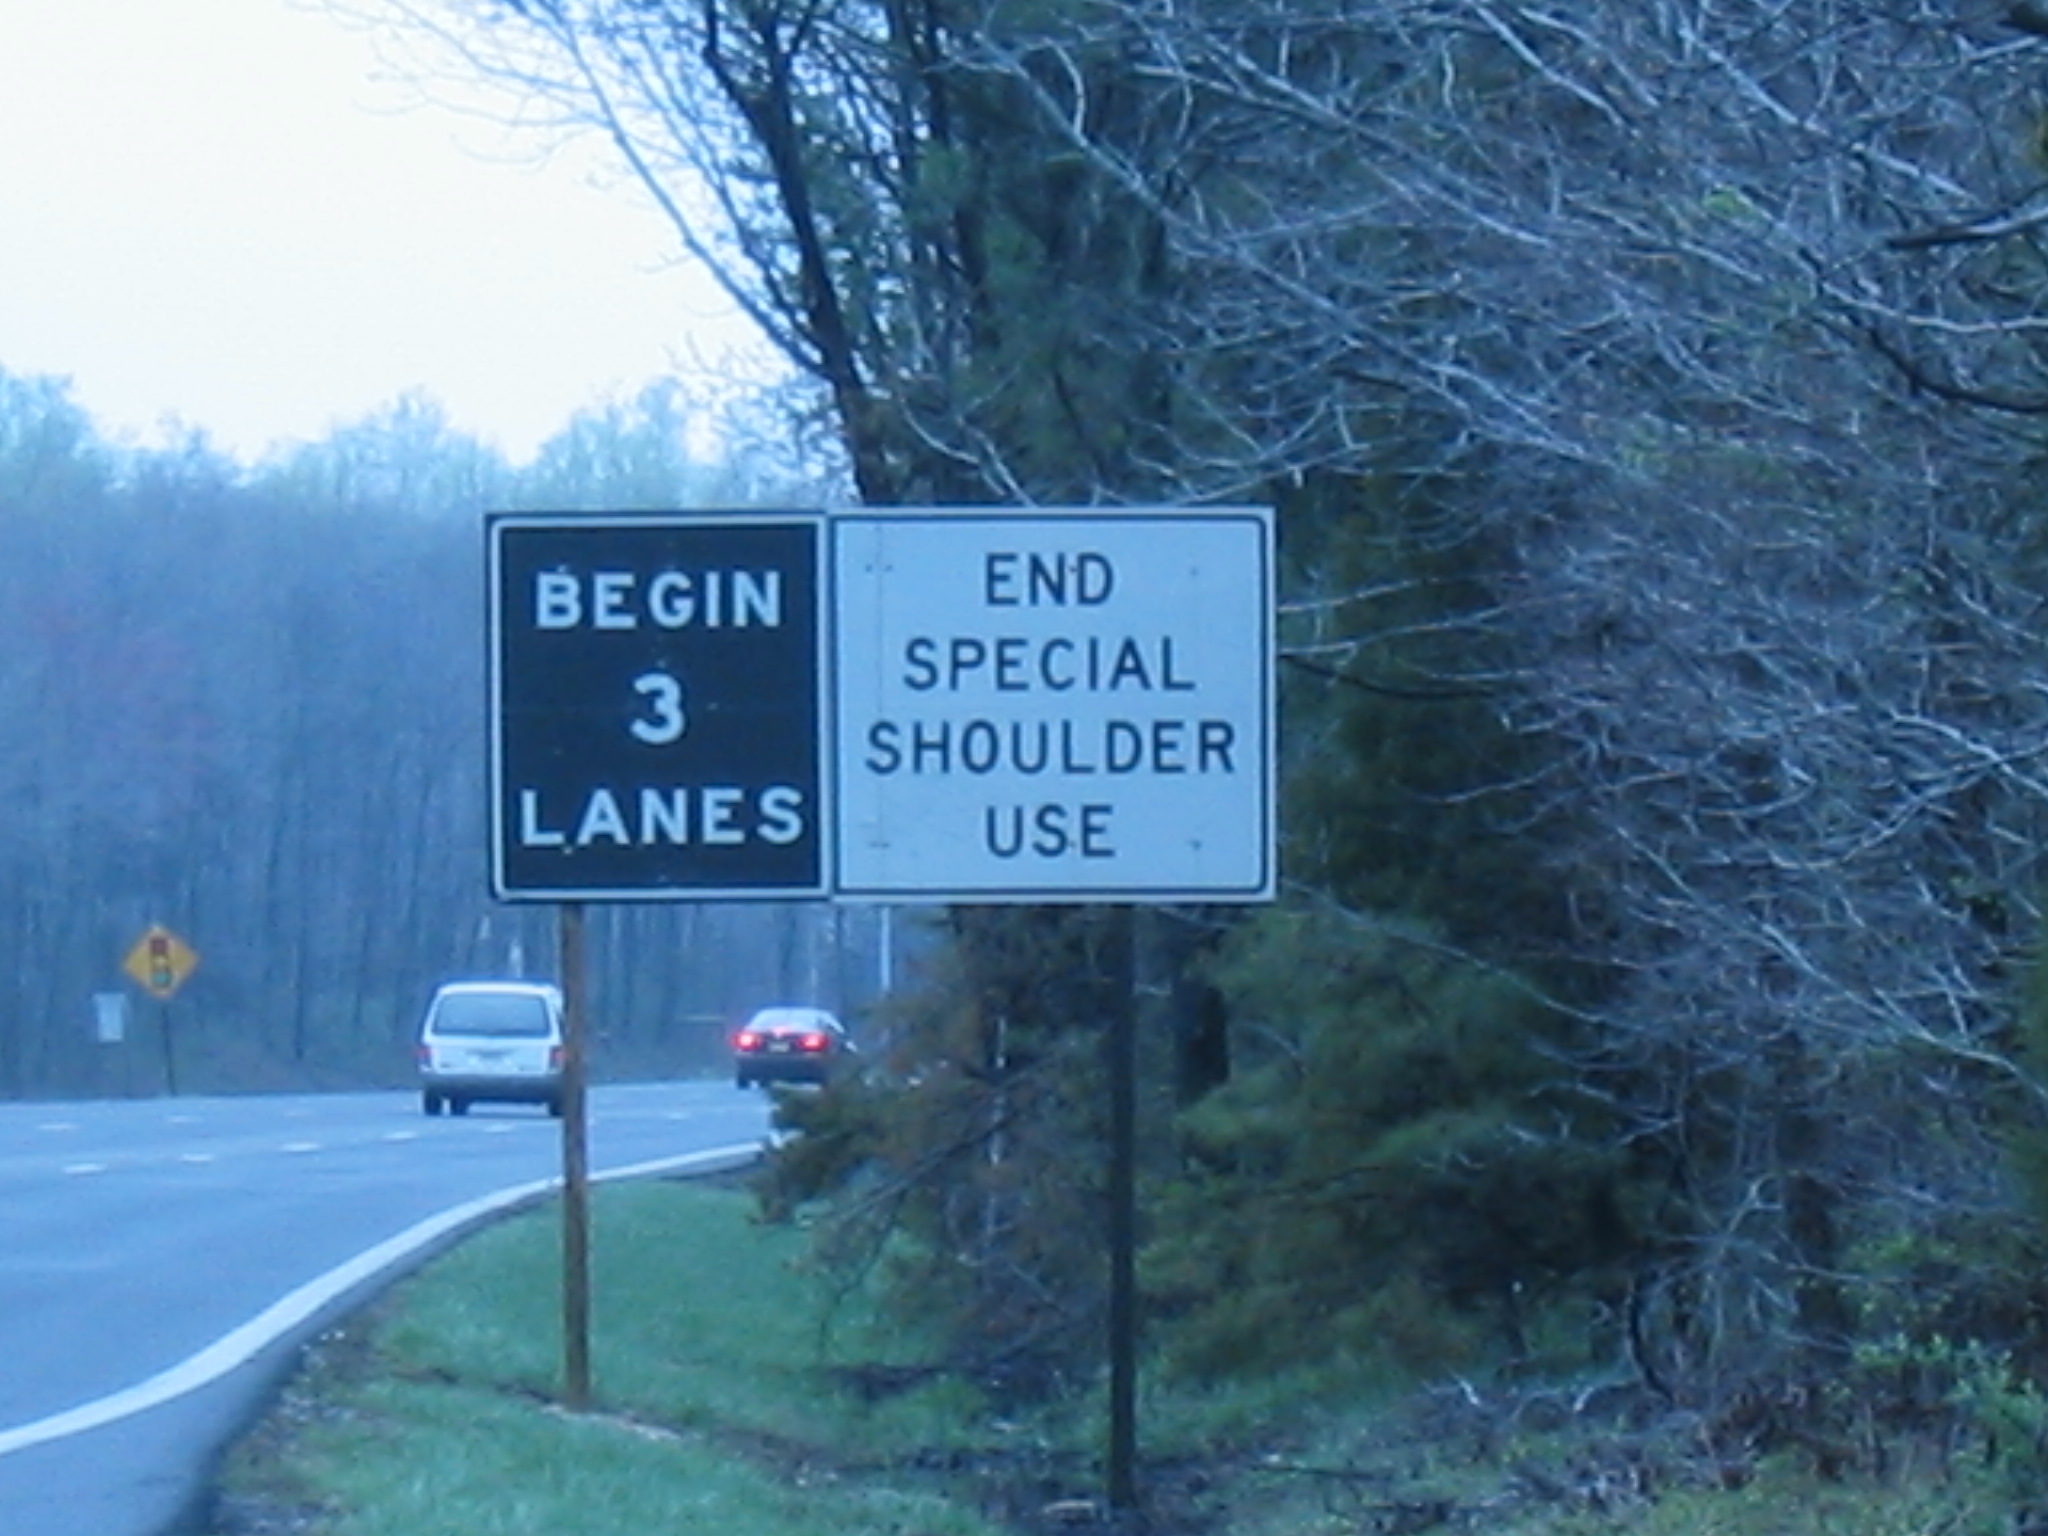 BEGIN
3
LANES
END
SPECIAL
SHOULDER
USE